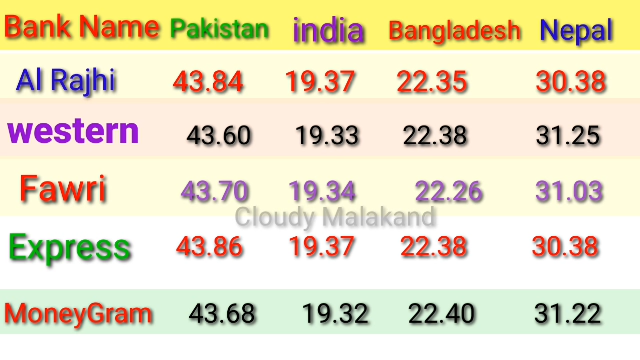 Bank Name Pakistan india Bangladesh Nepal
Al Rajhi 43.84 19.37 22.35 30.38
western 43.60 19.33 22.38 31.25
Fawri 43.70 19.34 22.26 31.03
Cloudy Malakand
Express 43.86 19.37 22.38 30.38
MoneyGram 43.68 19.32 22.40 31.22